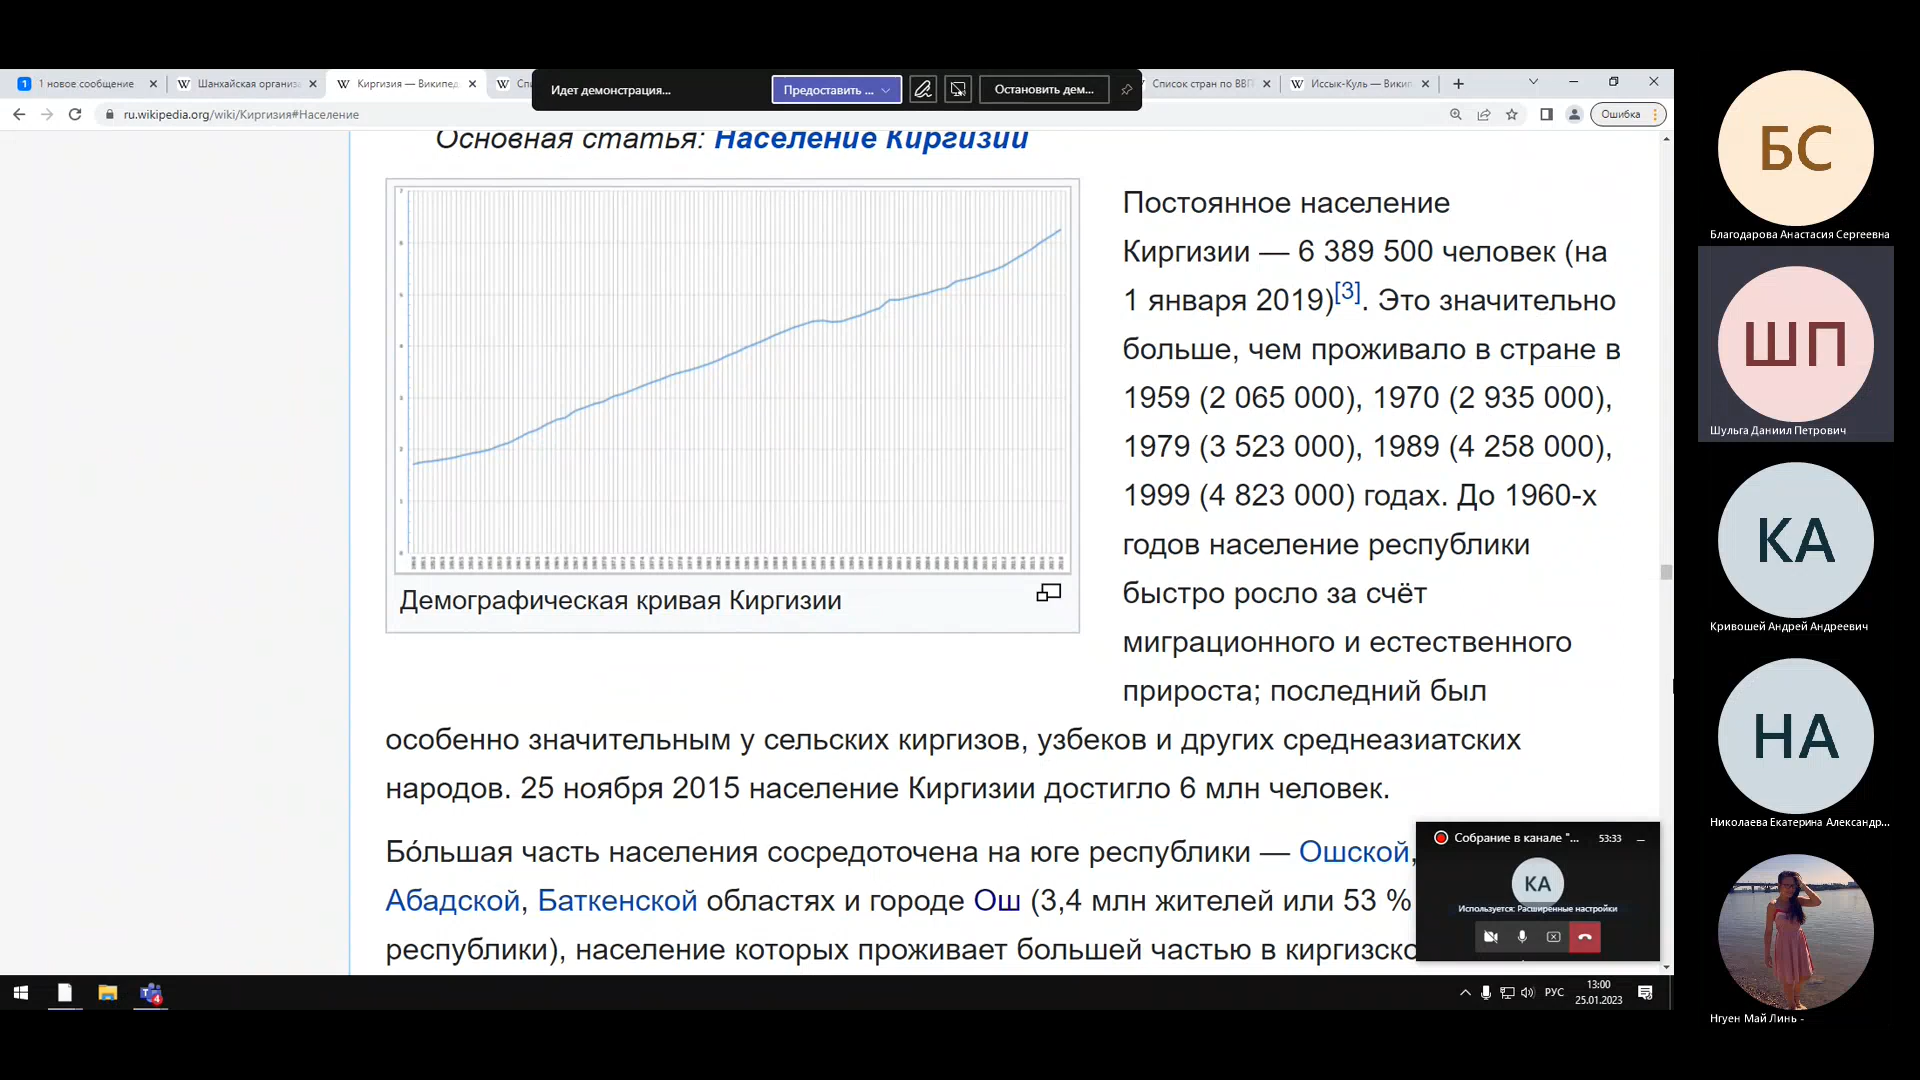 1 новое сообщение
Шанхайская организа
Киргизия — Википед
Спи
Идет демонстрация...
Предоставить ...
Остановить дем...
Список стран по ВВП
Иссык-Куль — Викип
ru.wikipedia.org/wiki/Киргизия#Население
Ошибка
Основная статья: Население Киргизии
Демографическая кривая Киргизии
Постоянное население
Киргизии — 6 389 500 человек (на
1 января 2019)[3]. Это значительно
больше, чем проживало в стране в
1959 (2 065 000), 1970 (2 935 000),
1979 (3 523 000), 1989 (4 258 000),
1999 (4 823 000) годах. До 1960-х
годов население республики
быстро росло за счёт
миграционного и естественного
прироста; последний был
особенно значительным у сельских киргизов, узбеков и других среднеазиатских
народов. 25 ноября 2015 население Киргизии достигло 6 млн человек.
Бо́льшая часть населения сосредоточена на юге республики — Ошской,
Абадской, Баткенской областях и городе Ош (3,4 млн жителей или 53 %
республики), население которых проживает большей частью в киргизско
Собрание в канале "...
53:33
КА
Используется: Расширенные настройки
РУС
13:00
25.01.2023
БС
Благодарова Анастасия Сергеевна
ШП
Шульга Даниил Петрович
КА
Кривошей Андрей Андреевич
НА
Николаева Екатерина Александр...
Нгуен Май Линь -